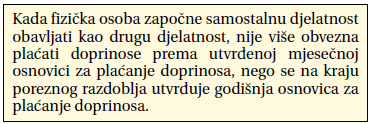 Kada fizička osoba započne samostalnu djelatnost
obavljati kao drugu djelatnost, nije više obvezna
plaćati doprinose prema utvrđenoj mjesečnoj
osnovici za plaćanje doprinosa, nego se na kraju
poreznog razdoblja utvrđuje godišnja osnovica za
plaćanje doprinosa.